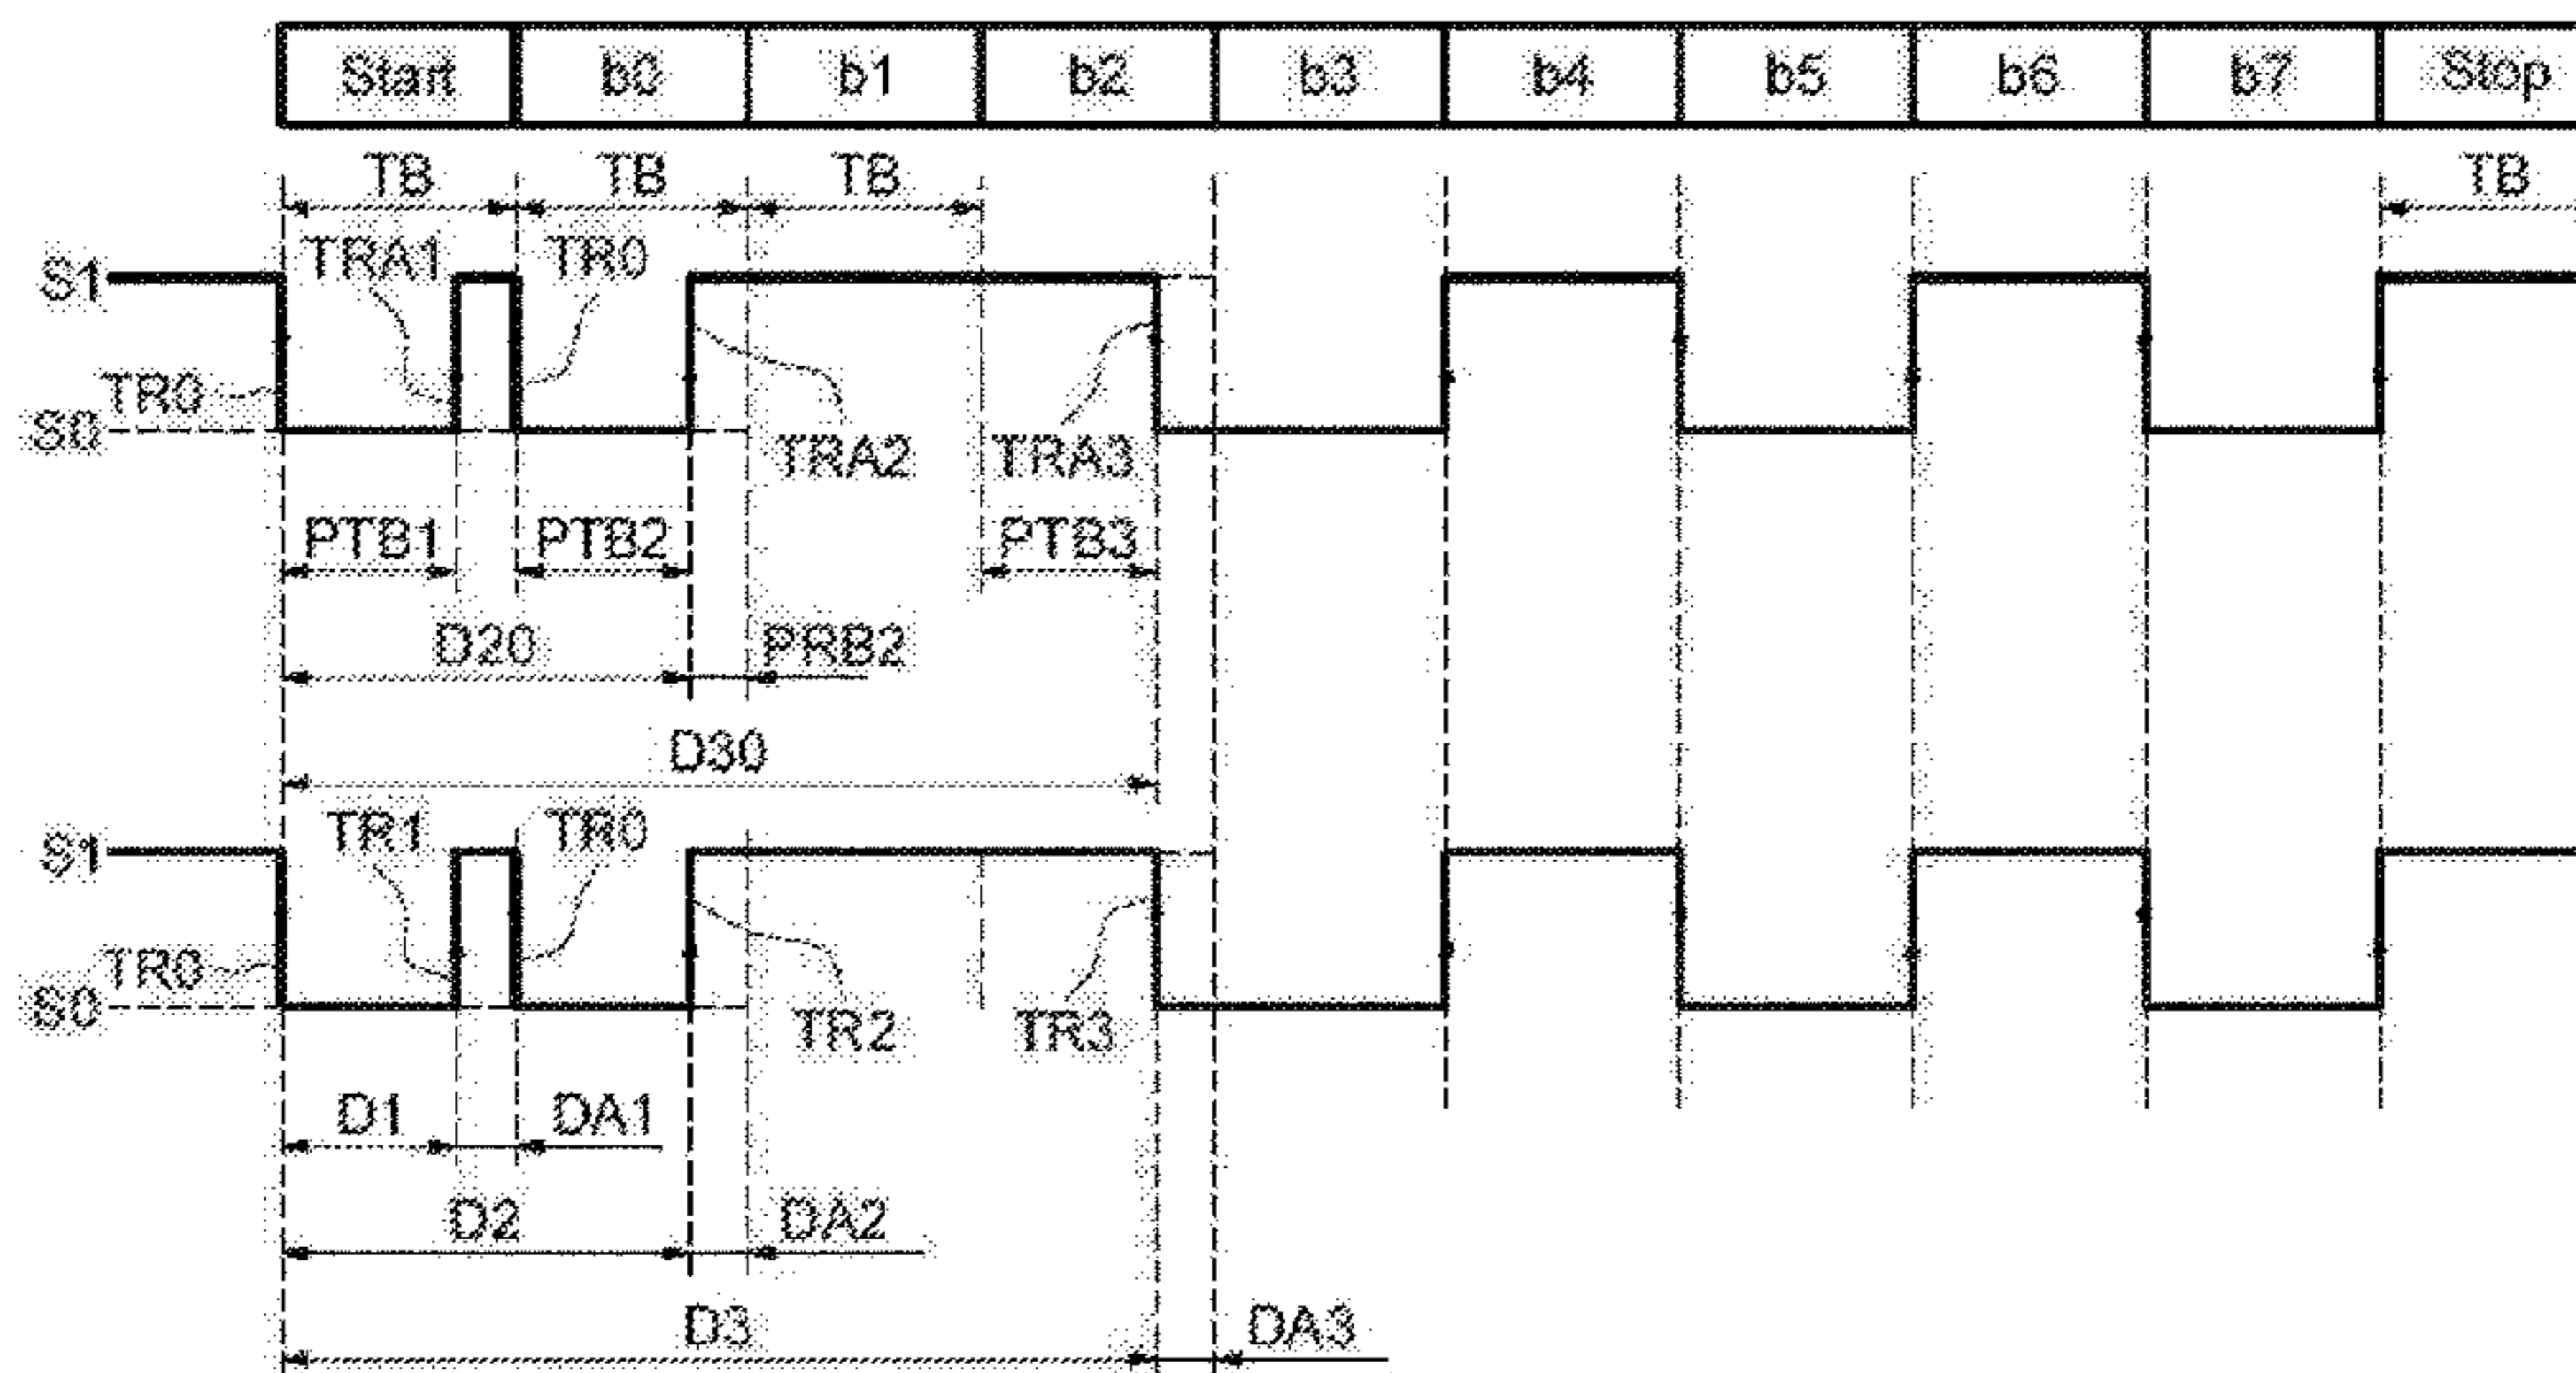 Start b0 b1 b2 b3 b4 b5 b6 b7 Stop
TB TB TB TB
TRA1 TR0
S1
TR0
S0
TRA2 TRA3
PTB1 PTB2 PTB3
D20 PRB2
D30
TR1 TR0
S1
TR0
S0
TR2 TR3
D1 DA1
D2 DA2
D3 DA3